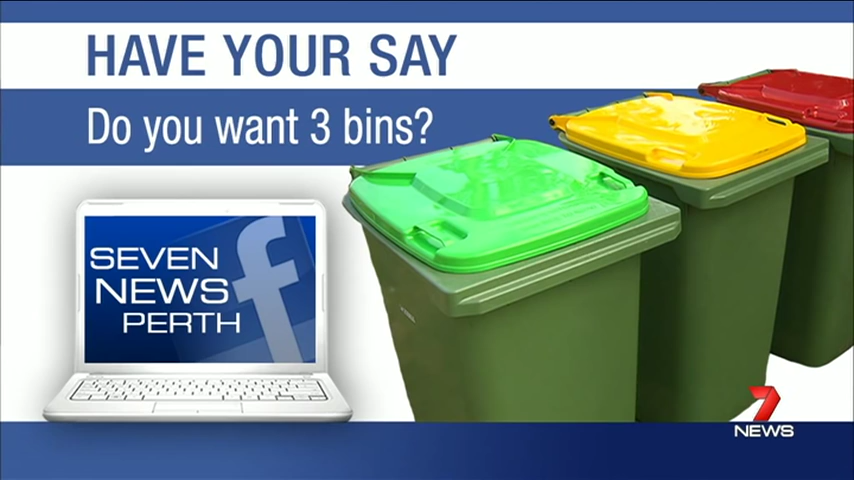 HAVE YOUR SAY
Do you want 3 bins?
SEVEN
NEWS
PERTH
f
7
NEWS